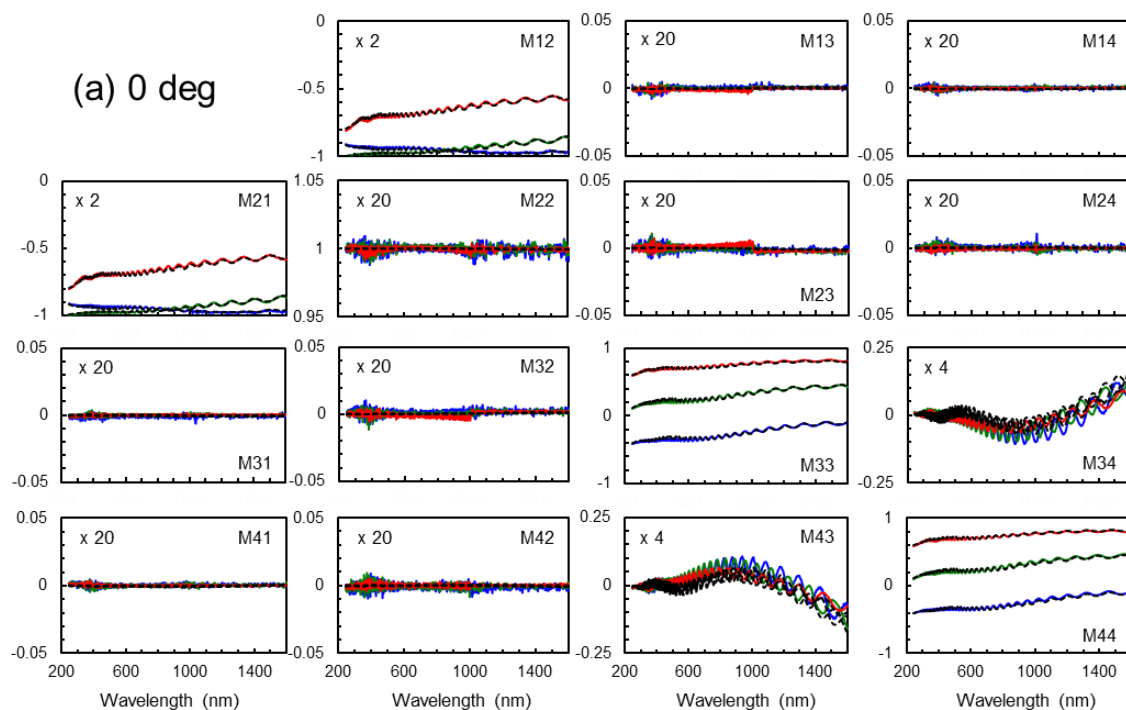 0 0.05 0.05
x 2 M12 x 20 M13 x 20 M14
(a) 0 deg
-0.5 0 0
-1 -0.05 -0.05
0 1.05 0.05 0.05
x 2 M21 x 20 M22 x 20 x 20 M24
-0.5 1 0 0
M23
-1 0.95 -0.05 -0.05
0.05 0.05 1 0.25
x 20 x 20 M32 x 4
0 0 0 0
M31 M33 M34
-0.05 -0.05 -1 -0.25
0.05 0.05 0.25 1
x 20 M41 x 20 M42 x 4 M43
0 0 0 0
M44
-0.05 -0.05 -0.25 -1
200 600 1000 1400 200 600 1000 1400 200 600 1000 1400 200 600 1000 1400
Wavelength (nm) Wavelength (nm) Wavelength (nm) Wavelength (nm)